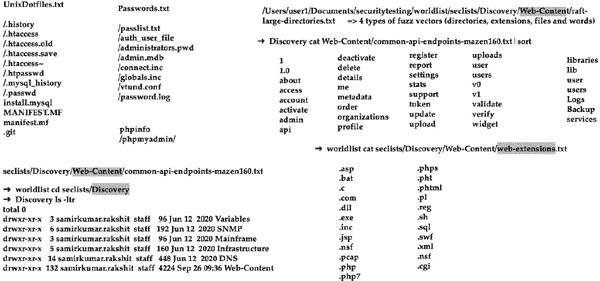 UnixDotfiles.txt
/.history
/.htaccess
/.htaccess.old
/.htaccess.save
/.htaccess~
/.htpasswd
/.mysql_history
/.passwd
install.mysql
MANIFEST.MF
manifest.mf
.git
Passwords.txt
/passlist.txt
/auth_user_file
/administrators.pwd
/admin.mdb
/connect.inc
/globals.inc
/vtund.conf
/password.log
phpinfo
/phpmyadmin/
/Users/user1/Documents/securitytesting/worldlist/seclists/Discovery/Web-Content/raft-
large-directories.txt => 4 types of fuzz vectors (directories, extensions, files and words)
➜ Discovery cat Web-Content/common-api-endpoints-mazen160.txt|sort
1
1.0
about
access
account
activate
admin
api
deactivate
delete
details
me
metadata
order
organizations
profile
register
report
settings
stats
support
token
update
upload
uploads
user
users
v0
v1
validate
verify
widget
libraries
lib
user
users
Logs
Backup
services
➜ worldlist cat seclists/Discovery/Web-Content/web-extensions.txt
.asp
.bat
.c
.com
.dll
.exe
.inc
.jsp
.nsf
.pcap
.php
.php7
.phps
.pht
.phtml
.pl
.reg
.sh
.sql
.swf
.xml
.nsf
.cgi
seclists/Discovery/Web-Content/common-api-endpoints-mazen160.txt
➜ worldlist cd seclists/Discovery
➜ Discovery ls -ltr
total 0
drwxr-xr-x 3 samirkumar.rakshit staff 96 Jun 12 2020 Variables
drwxr-xr-x 6 samirkumar.rakshit staff 192 Jun 12 2020 SNMP
drwxr-xr-x 3 samirkumar.rakshit staff 96 Jun 12 2020 Mainframe
drwxr-xr-x 5 samirkumar.rakshit staff 160 Jun 12 2020 Infrastructure
drwxr-xr-x 14 samirkumar.rakshit staff 448 Jun 12 2020 DNS
drwxr-xr-x 132 samirkumar.rakshit staff 4224 Sep 26 09:36 Web-Content